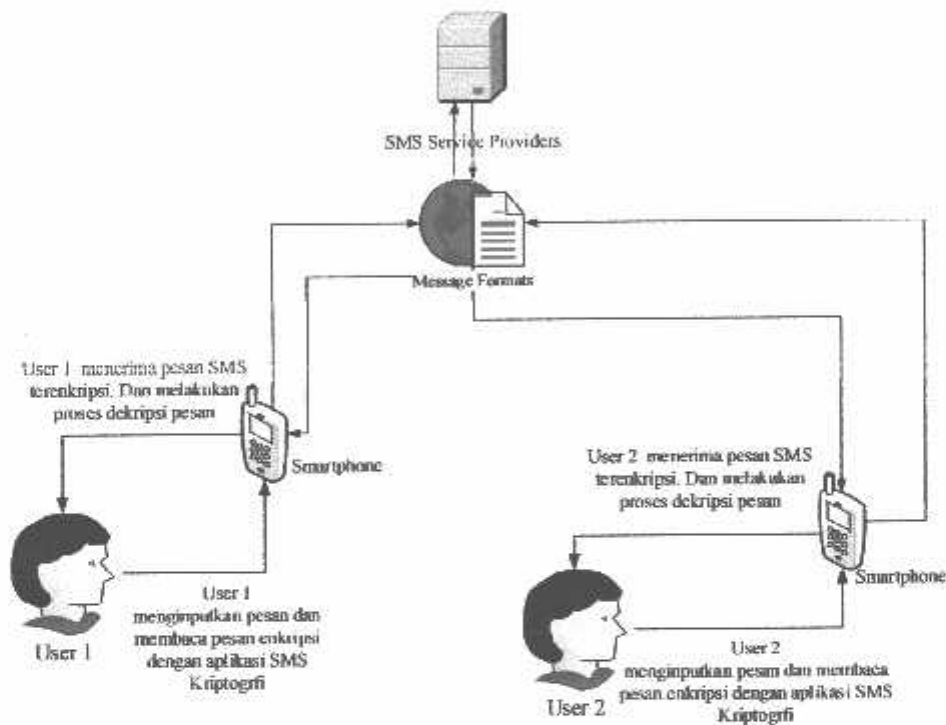 SMS Service Providers
Message Formats
User 1 menerima pesan SMS
terenkripsi. Dan melakukan
proses dekripsi pesan
Smartphone
User 1
menginputkan pesan dan
membaca pesan enkripsi
dengan aplikasi SMS
Kriptogrfi
User 1
User 2 menerima pesan SMS
terenkripsi. Dan melakukan
proses dekripsi pesan
Smartphone
User 2
menginputkan pesan dan membaca
pesan enkripsi dengan aplikasi SMS
Kriptogrfi
User 2